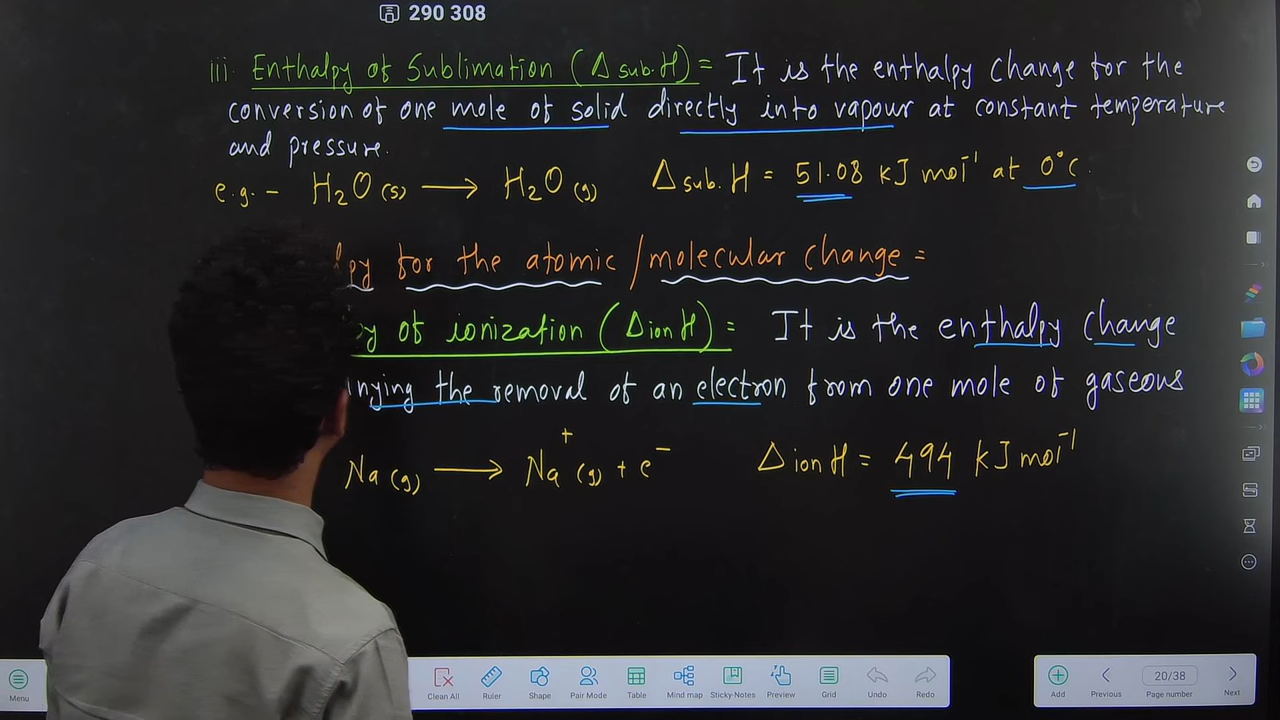 290 308
iii. Enthalpy of Sublimation (Δ sub. H) = It is the enthalpy change for the
conversion of one mole of solid directly into vapour at constant temperature
and pressure.
e.g. - H₂O (s) ⟶ H₂O (g) Δ sub. H = 51.08 kJ mol⁻¹ at 0°C.
for the atomic / molecular change =
of ionization (Δ ion H) = It is the enthalpy change
the removal of an electron from one mole of gaseous
Na (g) ⟶ Na⁺ (g) + e⁻ Δ ion H = 494 kJ mol⁻¹
Menu
Clean All Ruler Shape Pair Mode Table Mind map Sticky-Notes Preview Grid Undo Redo
Add Previous 20/38 Page number Next